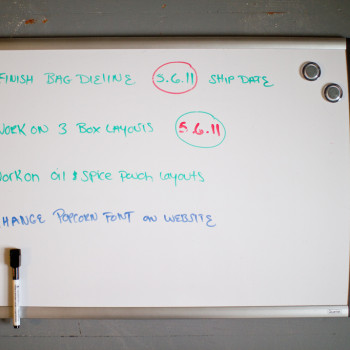 FINISH BAG DIELINE 5.6.11 SHIP DATE
WORK ON 3 BOX LAYOUTS 5.6.11
WORK ON OIL & SPICE POUCH LAYOUTS
CHANGE POPCORN FONT ON WEBSITE